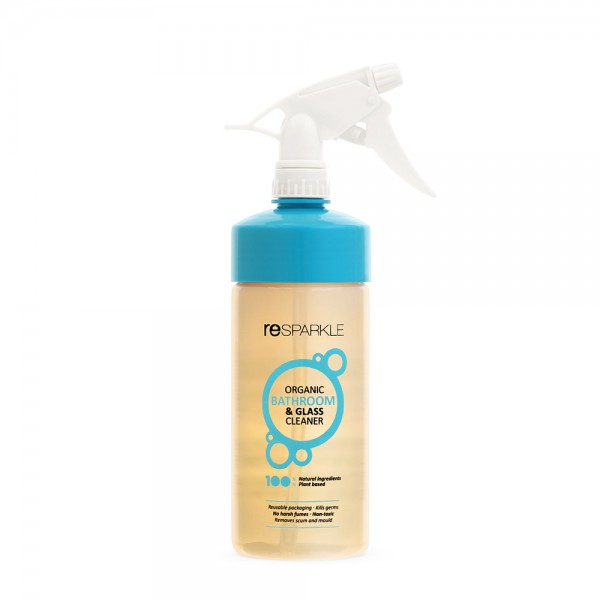 reSPARKLE
ORGANIC
BATHROOM
& GLASS
CLEANER
100%
Natural Ingredients
Plant based
Reusable packaging - Kills germs
No harsh fumes - Non-toxic
Removes scum and mould